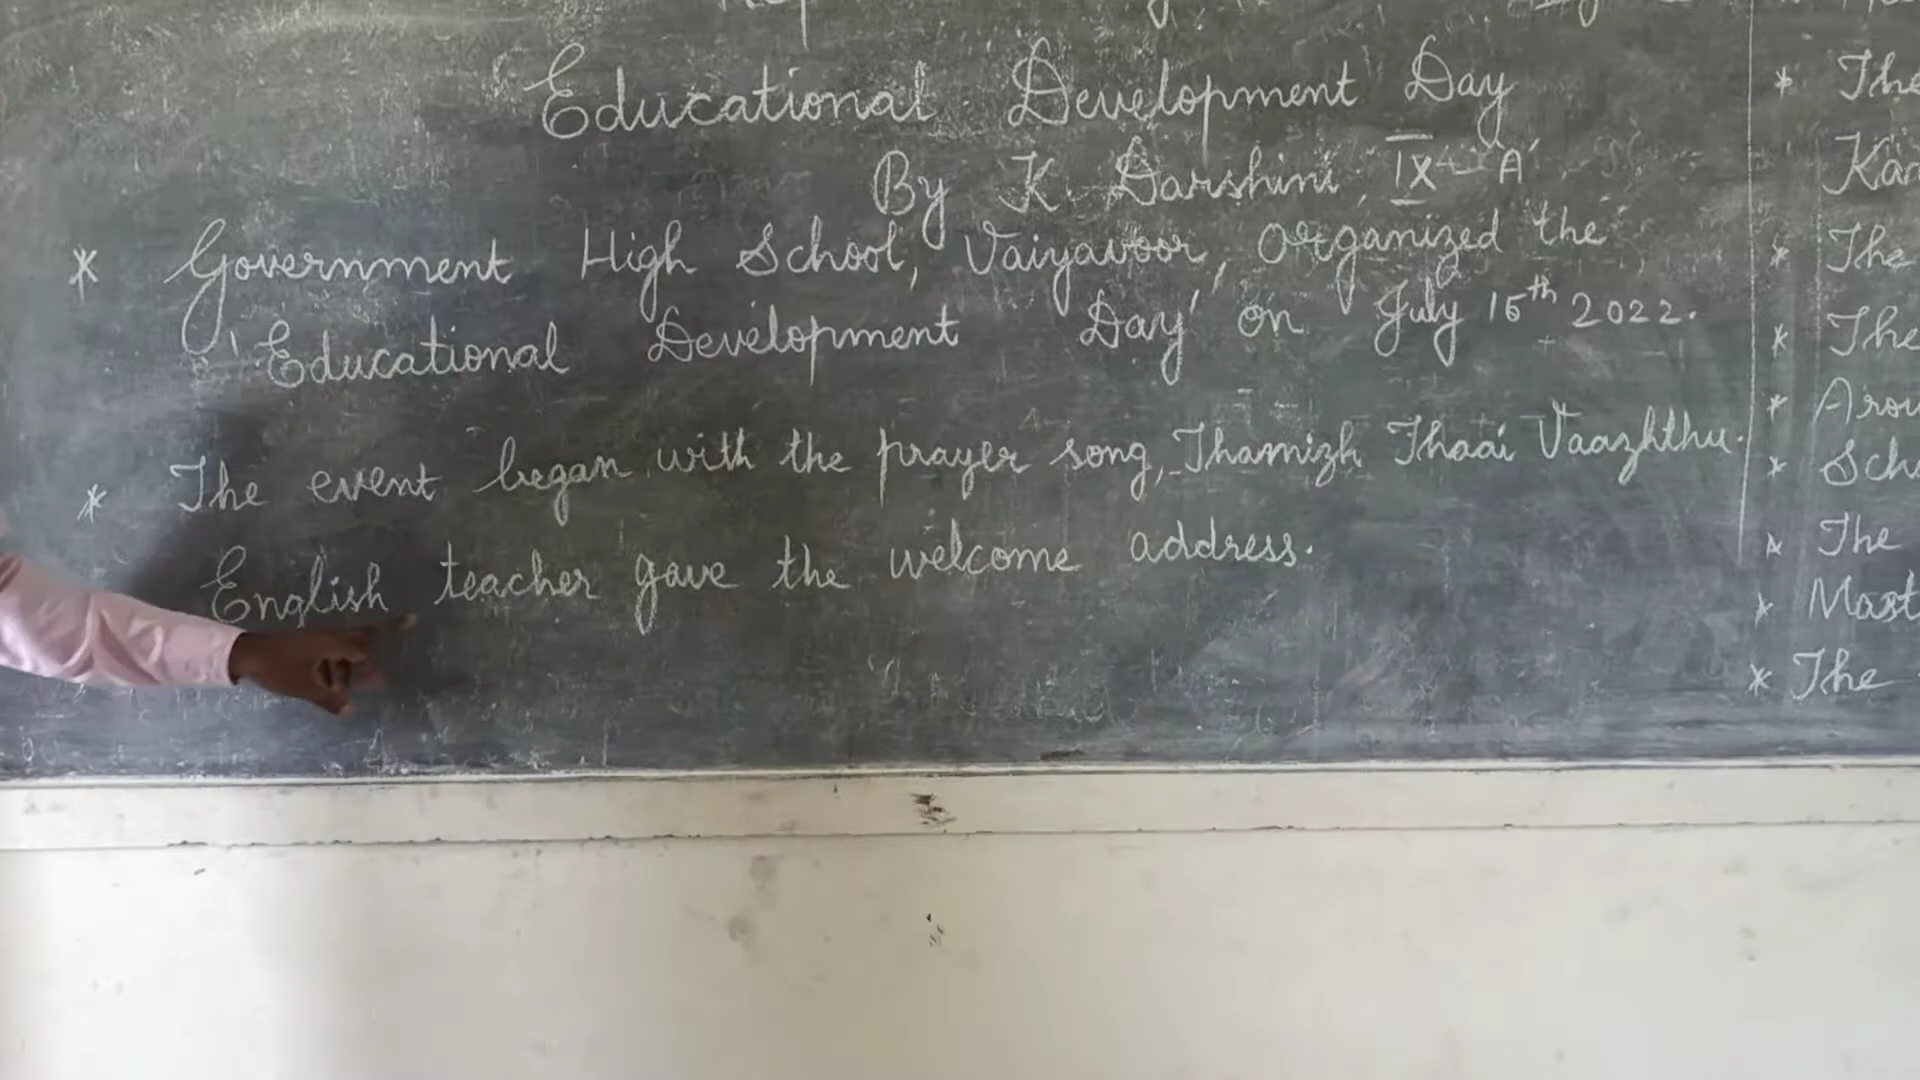 Educational Development Day
By K. Darshini, IX - 'A'
* Government High School, Vaiyavoor, organized the
'Educational Development Day' on July 15th 2022.
* The event began with the prayer song, Thamizh Thaai Vaazhthu.
English teacher gave the welcome address.
* The
* The
* The
*
* 
* The
* 
* The